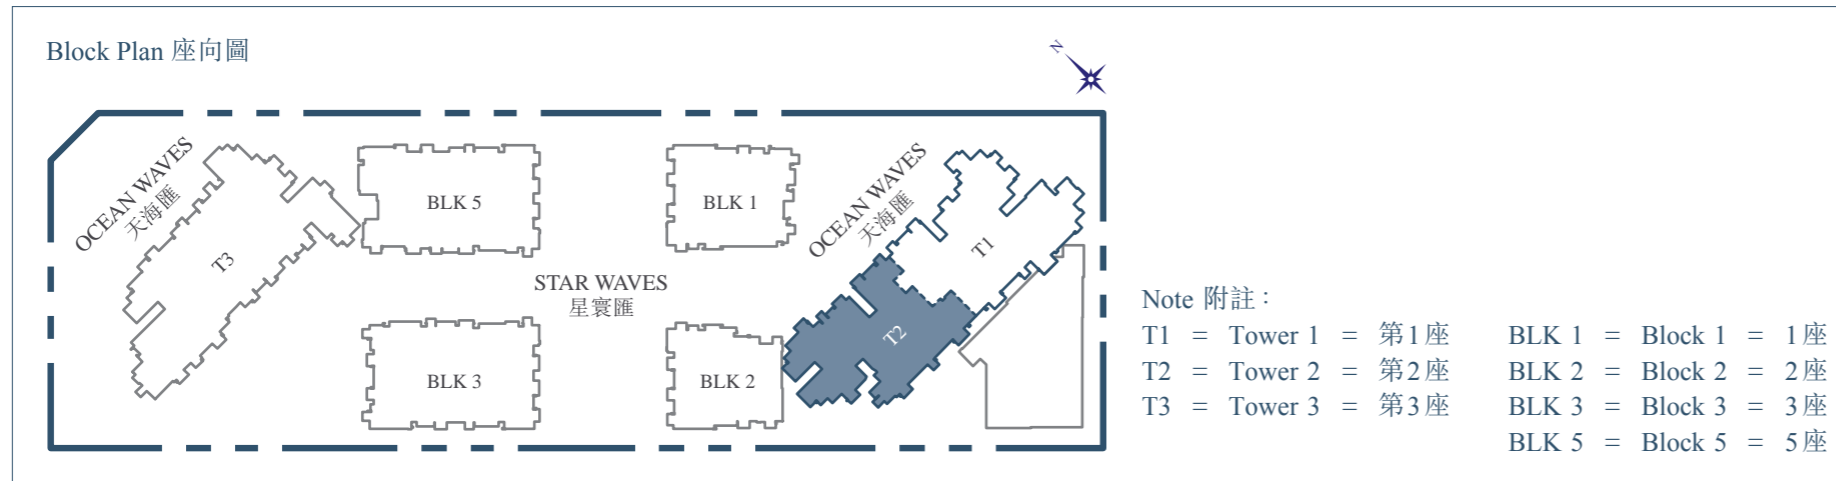 Block Plan 座向圖
N
OCEAN WAVES
天海匯
T3
BLK 5
BLK 1
OCEAN WAVES
天海匯
T1
STAR WAVES
星寰匯
BLK 3
BLK 2
T2
Note 附註：
T1 = Tower 1 = 第1座 BLK 1 = Block 1 = 1座
T2 = Tower 2 = 第2座 BLK 2 = Block 2 = 2座
T3 = Tower 3 = 第3座 BLK 3 = Block 3 = 3座
BLK 5 = Block 5 = 5座